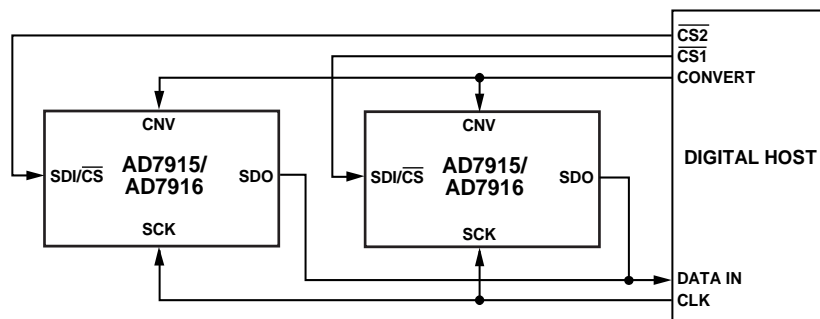 CS2
CS1
CONVERT
CNV
CNV
AD7915/
AD7916
AD7915/
AD7916
SDI/CS
SDO
SDI/CS
SDO
DIGITAL HOST
SCK
SCK
DATA IN
CLK